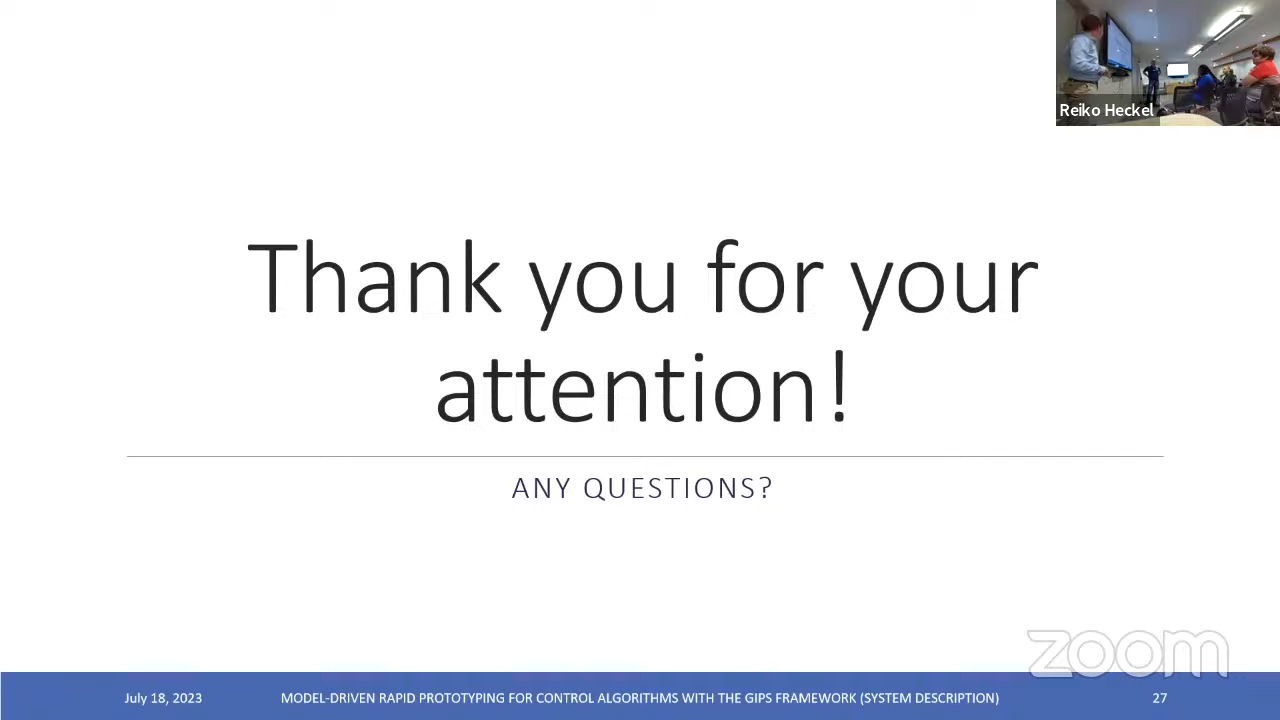 Reiko Heckel
Thank you for your
attention!
ANY QUESTIONS?
zoom
July 18, 2023
MODEL-DRIVEN RAPID PROTOTYPING FOR CONTROL ALGORITHMS WITH THE GIPS FRAMEWORK (SYSTEM DESCRIPTION)
27